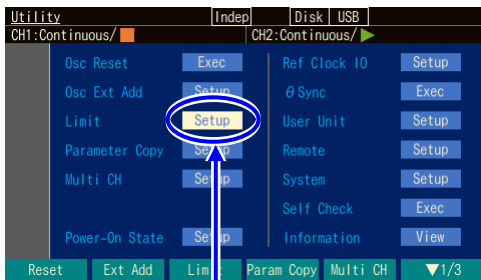 Utility Indep Disk USB
CH1:Continuous/ CH2:Continuous/
Osc Reset Exec Ref Clock IO Setup
Osc Ext Add Setup θ Sync Exec
Limit Setup User Unit Setup
Parameter Copy Setup Remote Setup
Multi CH Setup System Setup
Self Check Exec
Power-On State Setup Information View
Reset Ext Add Limit Param Copy Multi CH ▼1/3